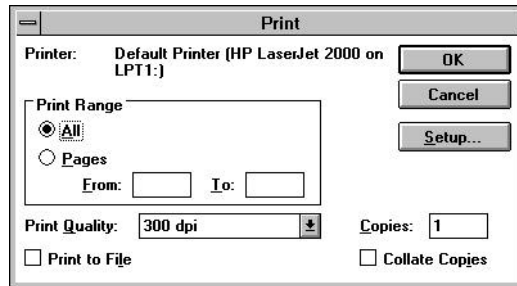 Print
Printer: Default Printer (HP LaserJet 2000 on
LPT1:)
OK
Cancel
Setup...
Print Range
All
Pages
From: To:
Print Quality: 300 dpi
Copies: 1
Print to File
Collate Copies